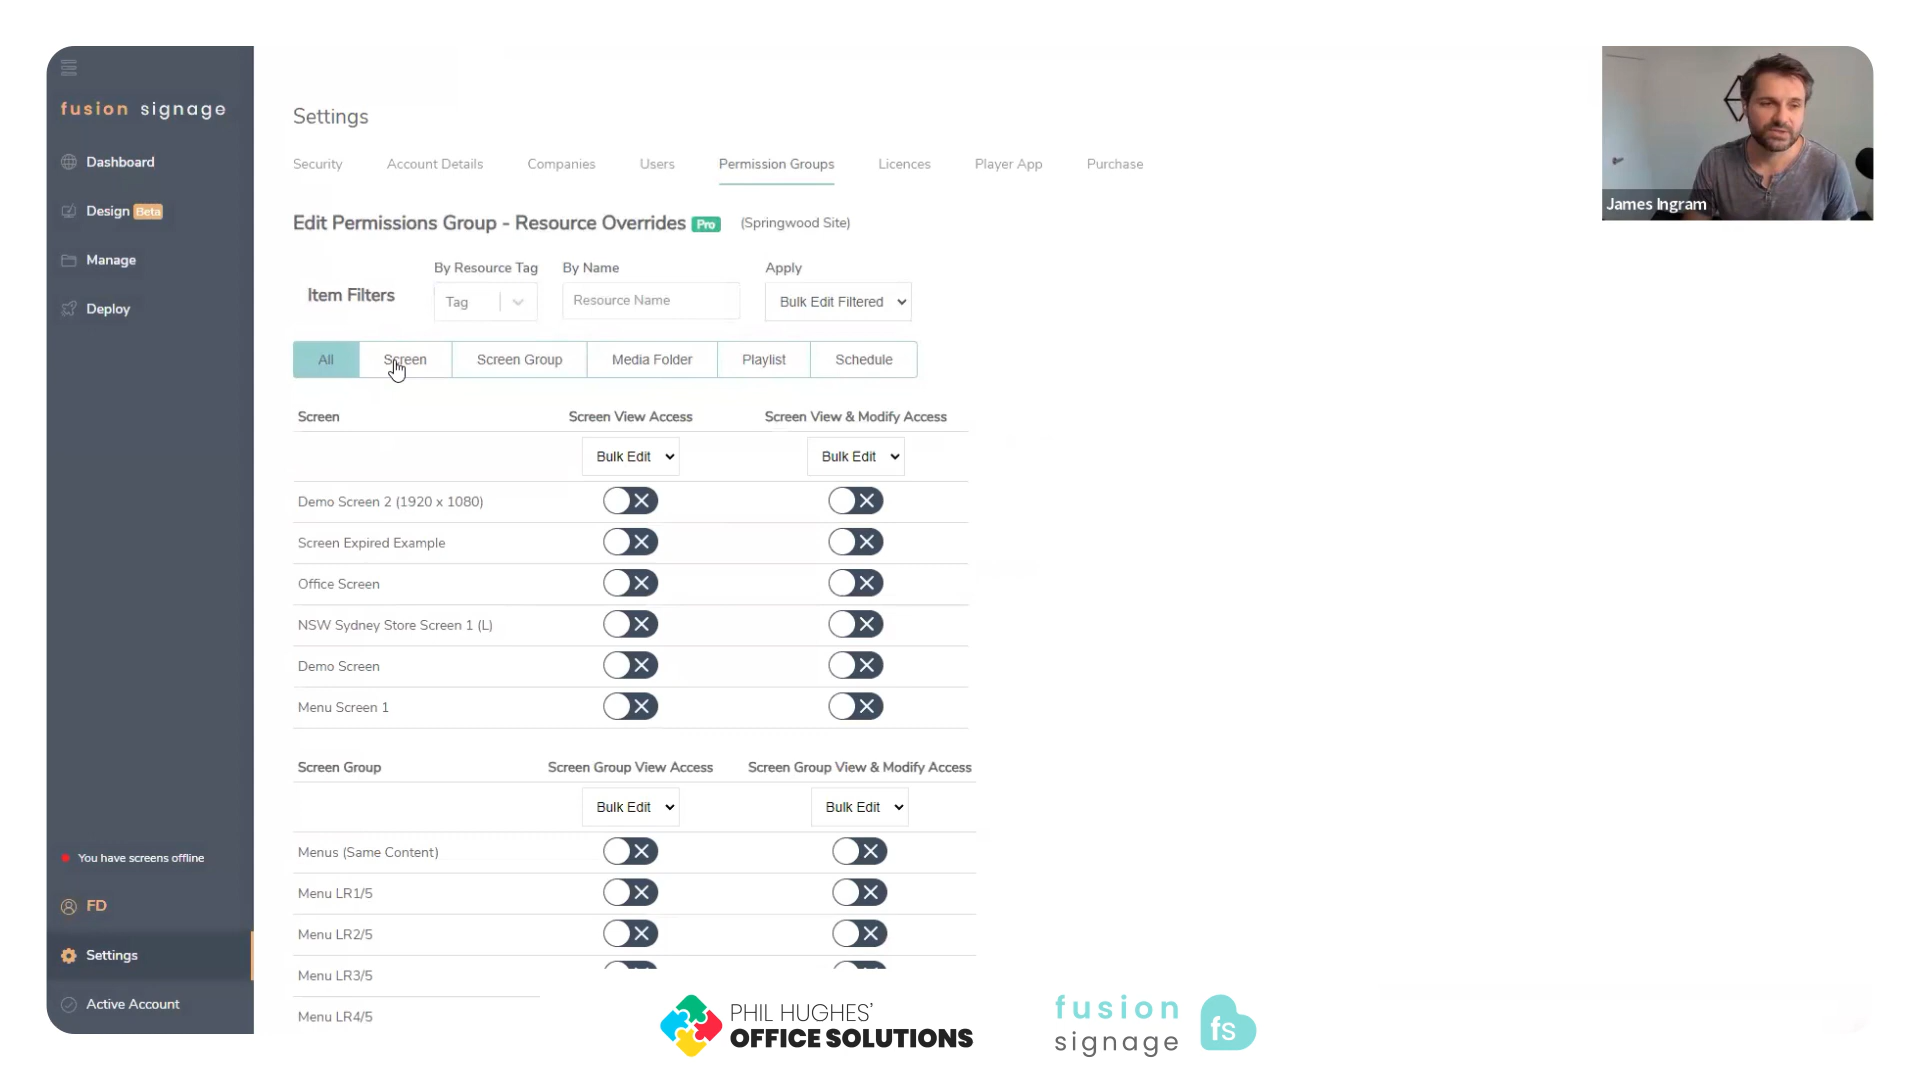 fusion signage
Dashboard
Design Beta
Manage
Deploy
You have screens offline
FD
Settings
Active Account
Settings
Security
Account Details
Companies
Users
Permission Groups
Licences
Player App
Purchase
Edit Permissions Group - Resource Overrides Pro (Springwood Site)
Item Filters
By Resource Tag
By Name
Apply
Tag
Resource Name
Bulk Edit Filtered
All
Screen
Screen Group
Media Folder
Playlist
Schedule
Screen
Screen View Access
Screen View & Modify Access
Bulk Edit
Bulk Edit
Demo Screen 2 (1920 x 1080)
Screen Expired Example
Office Screen
NSW Sydney Store Screen 1 (L)
Demo Screen
Menu Screen 1
Screen Group
Screen Group View Access
Screen Group View & Modify Access
Bulk Edit
Bulk Edit
Menus (Same Content)
Menu LR1/5
Menu LR2/5
Menu LR3/5
Menu LR4/5
James Ingram
PHIL HUGHES'
OFFICE SOLUTIONS
fusion
signage
fs